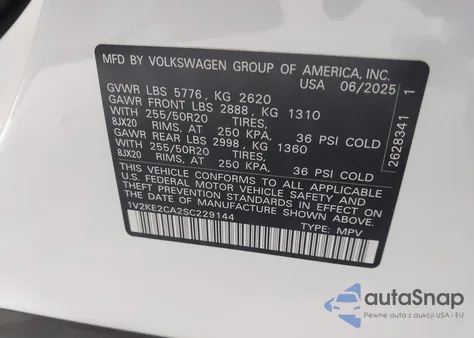 MFD BY VOLKSWAGEN GROUP OF AMERICA, INC.
USA 06/2025
GVWR LBS 5776, KG 2620
GAWR FRONT LBS 2888, KG 1310
WITH 255/50R20 TIRES,
8JX20 RIMS, AT 250 KPA, 36 PSI COLD
GAWR REAR LBS 2998, KG 1360
WITH 255/50R20 TIRES,
8JX20 RIMS, AT 250 KPA, 36 PSI COLD
THIS VEHICLE CONFORMS TO ALL APPLICABLE
U.S. FEDERAL MOTOR VEHICLE SAFETY AND
THEFT PREVENTION STANDARDS IN EFFECT ON
THE DATE OF MANUFACTURE SHOWN ABOVE.
1V2KE2CA2SC229144
TYPE: MPV
2628341 1
autoSnap
Pewne auta z aukcji USA - EU